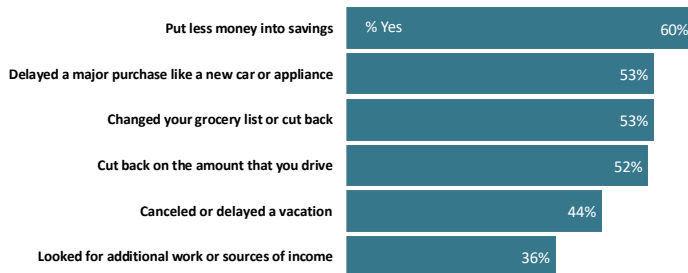 Put less money into savings % Yes 60%
Delayed a major purchase like a new car or appliance 53%
Changed your grocery list or cut back 53%
Cut back on the amount that you drive 52%
Canceled or delayed a vacation 44%
Looked for additional work or sources of income 36%